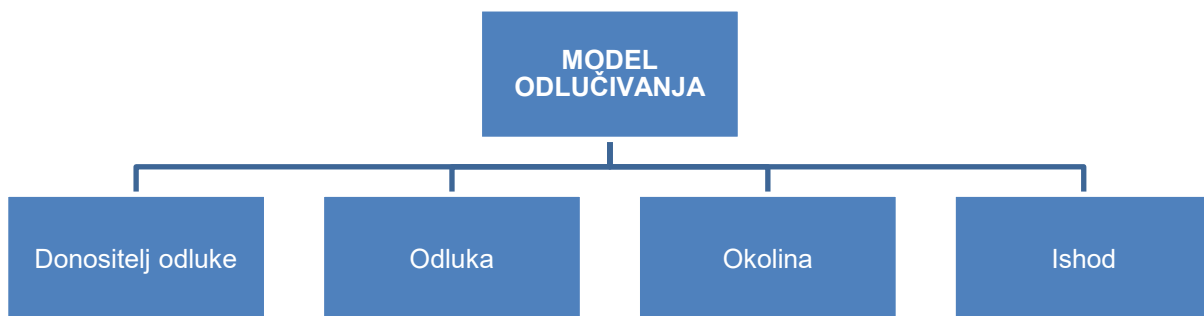 MODEL
ODLUČIVANJA
Donositelj odluke
Odluka
Okolina
Ishod